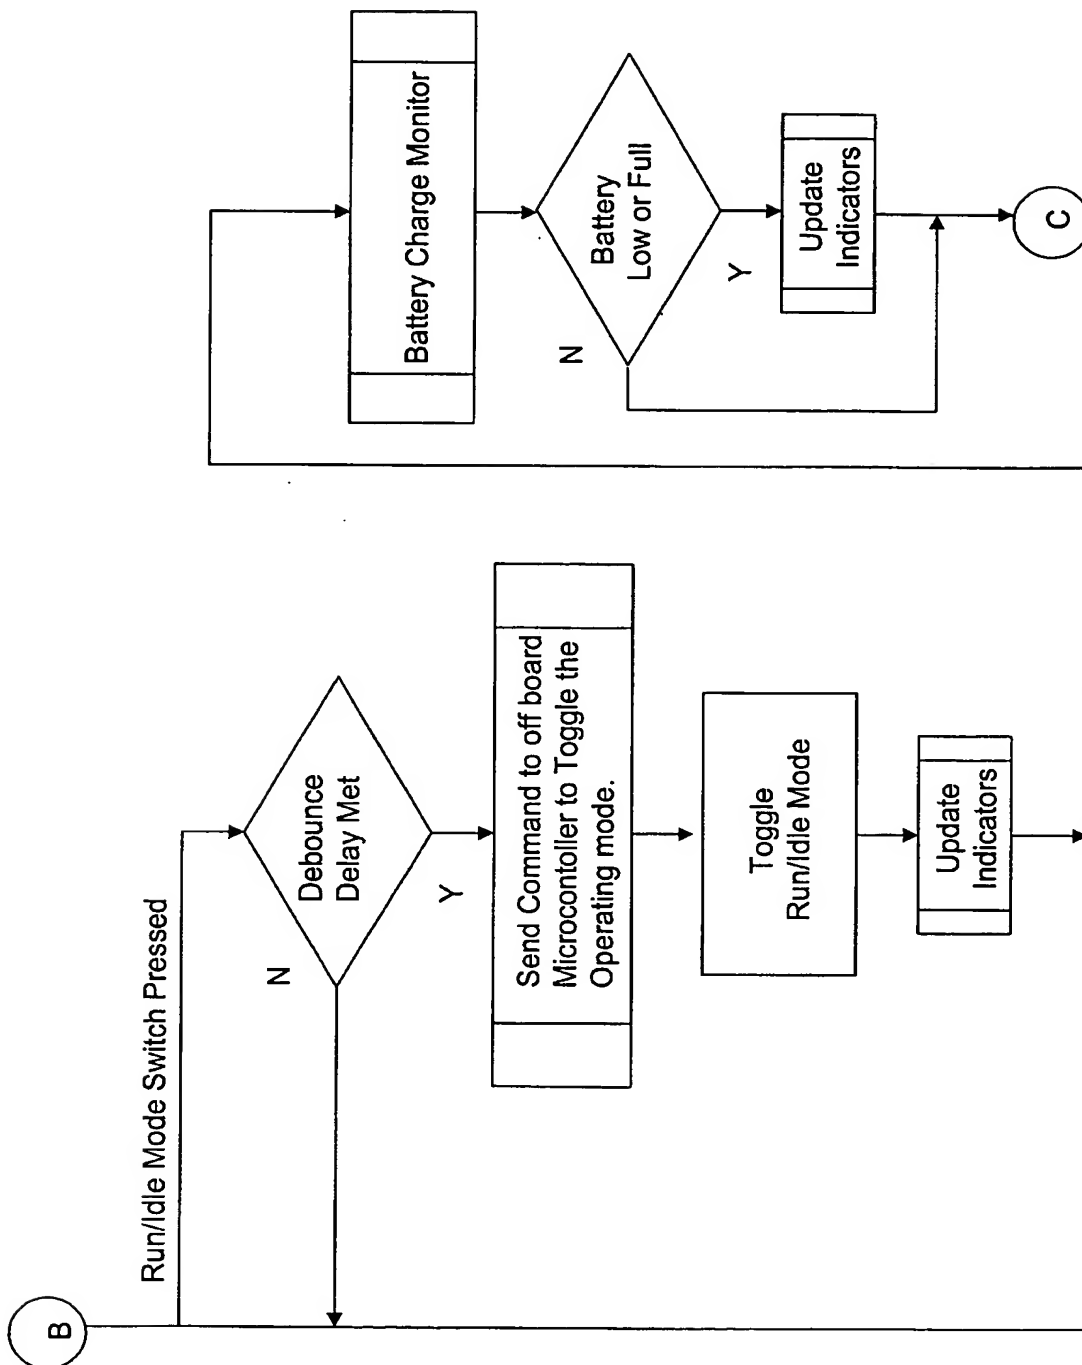 B
Run/Idle Mode Switch Pressed
N
Debounce
Delay Met
Y
Send Command to off board
Microcontoller to Toggle the
Operating mode.
Toggle
Run/Idle Mode
Update
Indicators
Battery Charge Monitor
N
Battery
Low or Full
Y
Update
Indicators
C